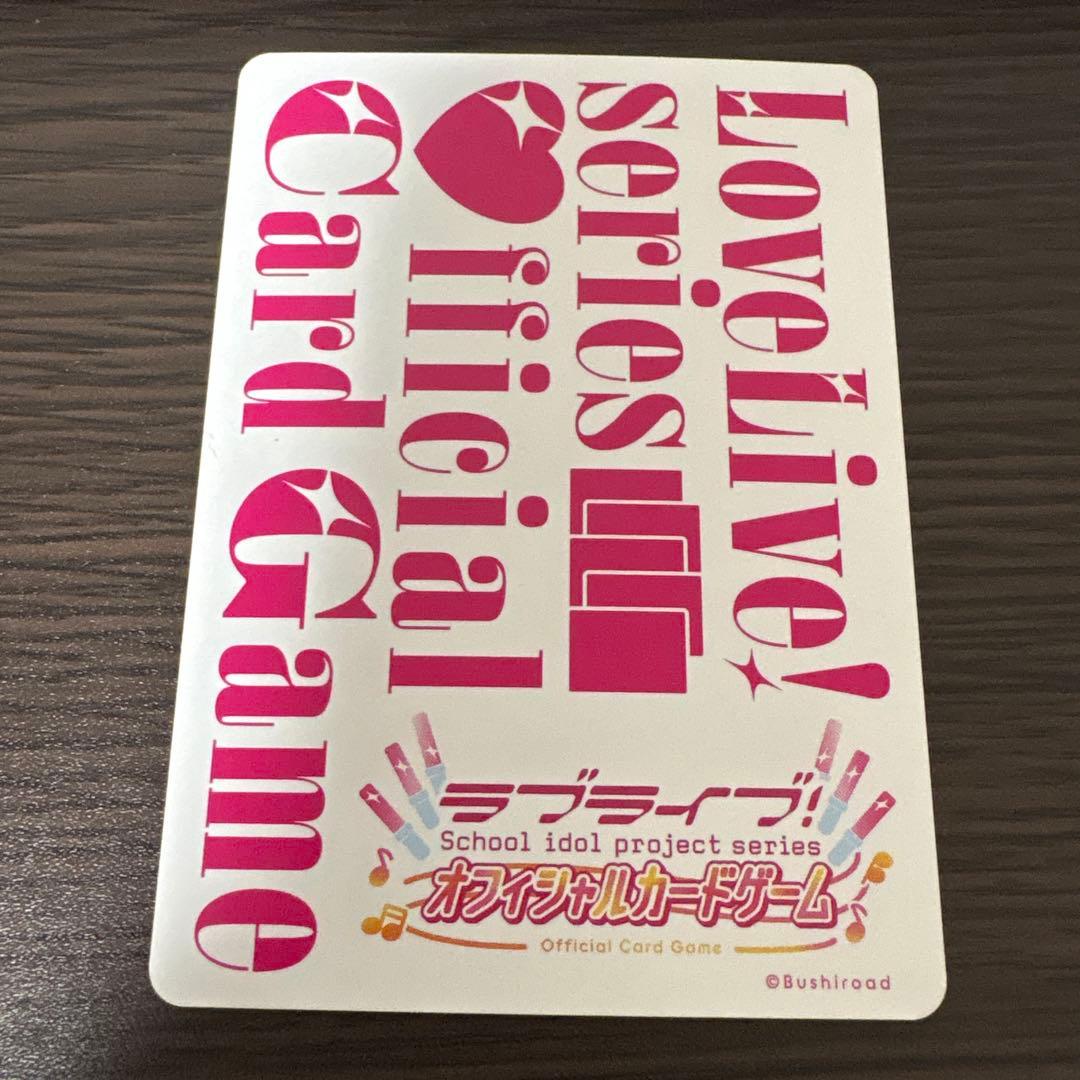 LoveLive!
series
♥fficial
Card Game
ラブライブ!
School idol project series
オフィシャルカードゲーム
Official Card Game
©Bushiroad